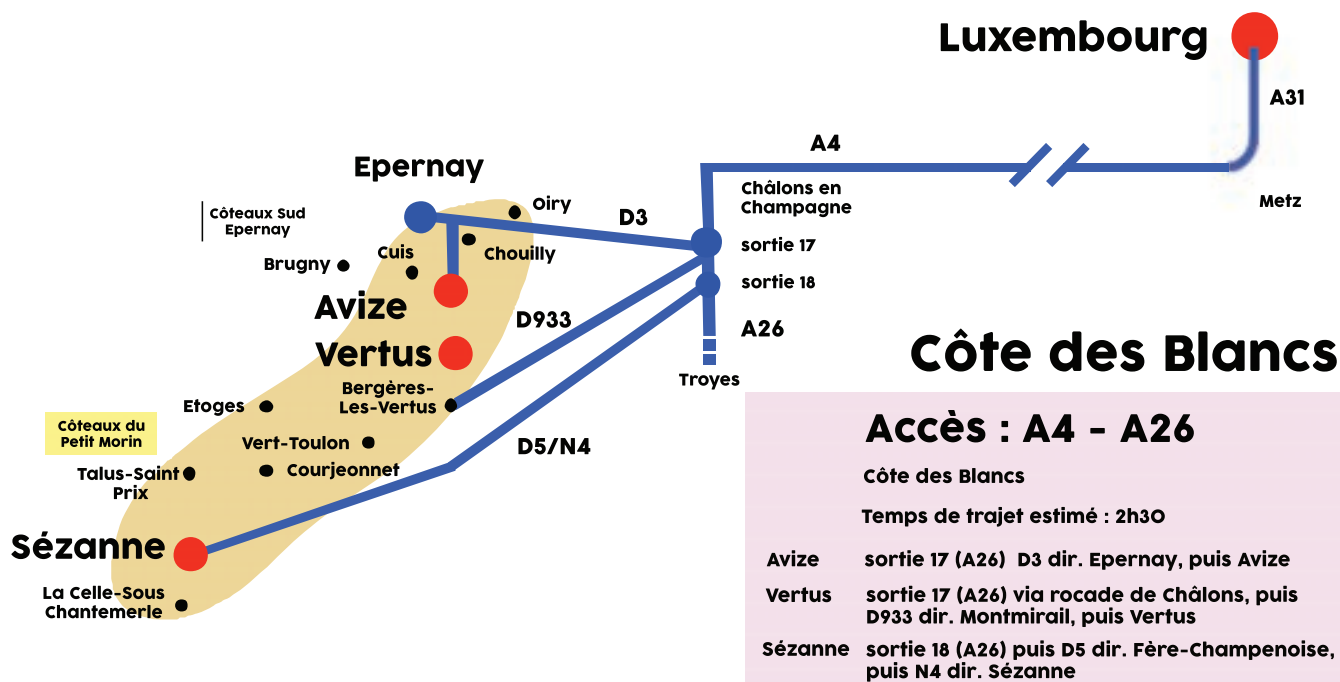 Luxembourg
A31
A4
Metz
Epernay
Châlons en
Champagne
Oiry
Côteaux Sud
Epernay
D3
sortie 17
Cuis
Chouilly
Brugny
sortie 18
Avize
D933
A26
Vertus
Côte des Blancs
Troyes
Bergères-
Les-Vertus
Etoges
Côteaux du
Petit Morin
Vert-Toulon
D5/N4
Courjeonnet
Talus-Saint
Prix
Sézanne
La Celle-Sous
Chantemerle
Accès : A4 - A26
Côte des Blancs
Temps de trajet estimé : 2h30
Avize sortie 17 (A26) D3 dir. Epernay, puis Avize
Vertus sortie 17 (A26) via rocade de Châlons, puis
D933 dir. Montmirail, puis Vertus
Sézanne sortie 18 (A26) puis D5 dir. Fère-Champenoise,
puis N4 dir. Sézanne